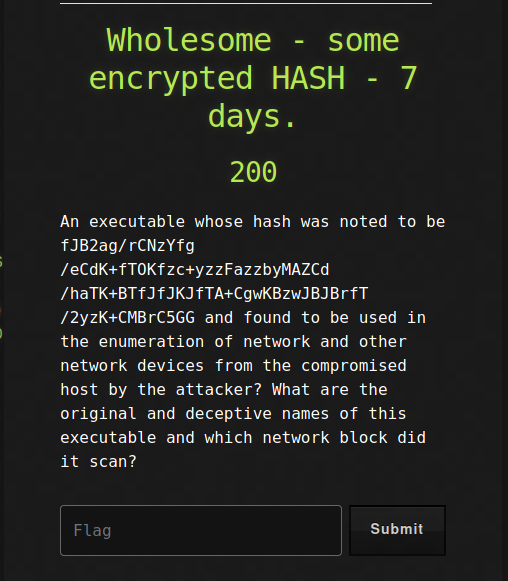 Wholesome - some
encrypted HASH - 7
days.
200
An executable whose hash was noted to be
fJB2ag/rCNzYfg
/eCdK+fTOKfzc+yzzFazzbyMAZCd
/haTK+BTfJfJKJfTA+CgwKBzwJBJBrfT
/2yzK+CMBrC5GG and found to be used in
the enumeration of network and other
network devices from the compromised
host by the attacker? What are the
original and deceptive names of this
executable and which network block did
it scan?
Flag
Submit